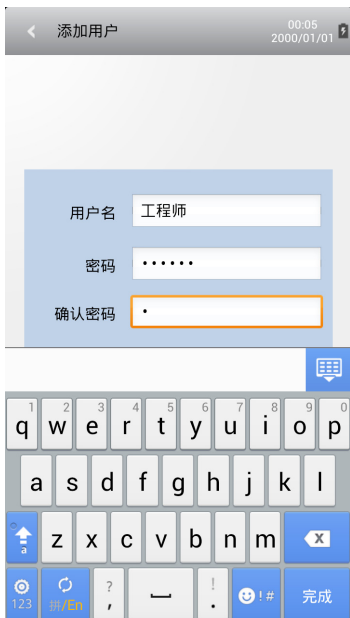 添加用户
00:05
2000/01/01
用户名 工程师
密码 ······
确认密码 ·
1 2 3 4 5 6 7 8 9 0
q w e r t y u i o p
a s d f g h j k l
a z x c v b n m
123 拼/En ? , ! . ! # 完成